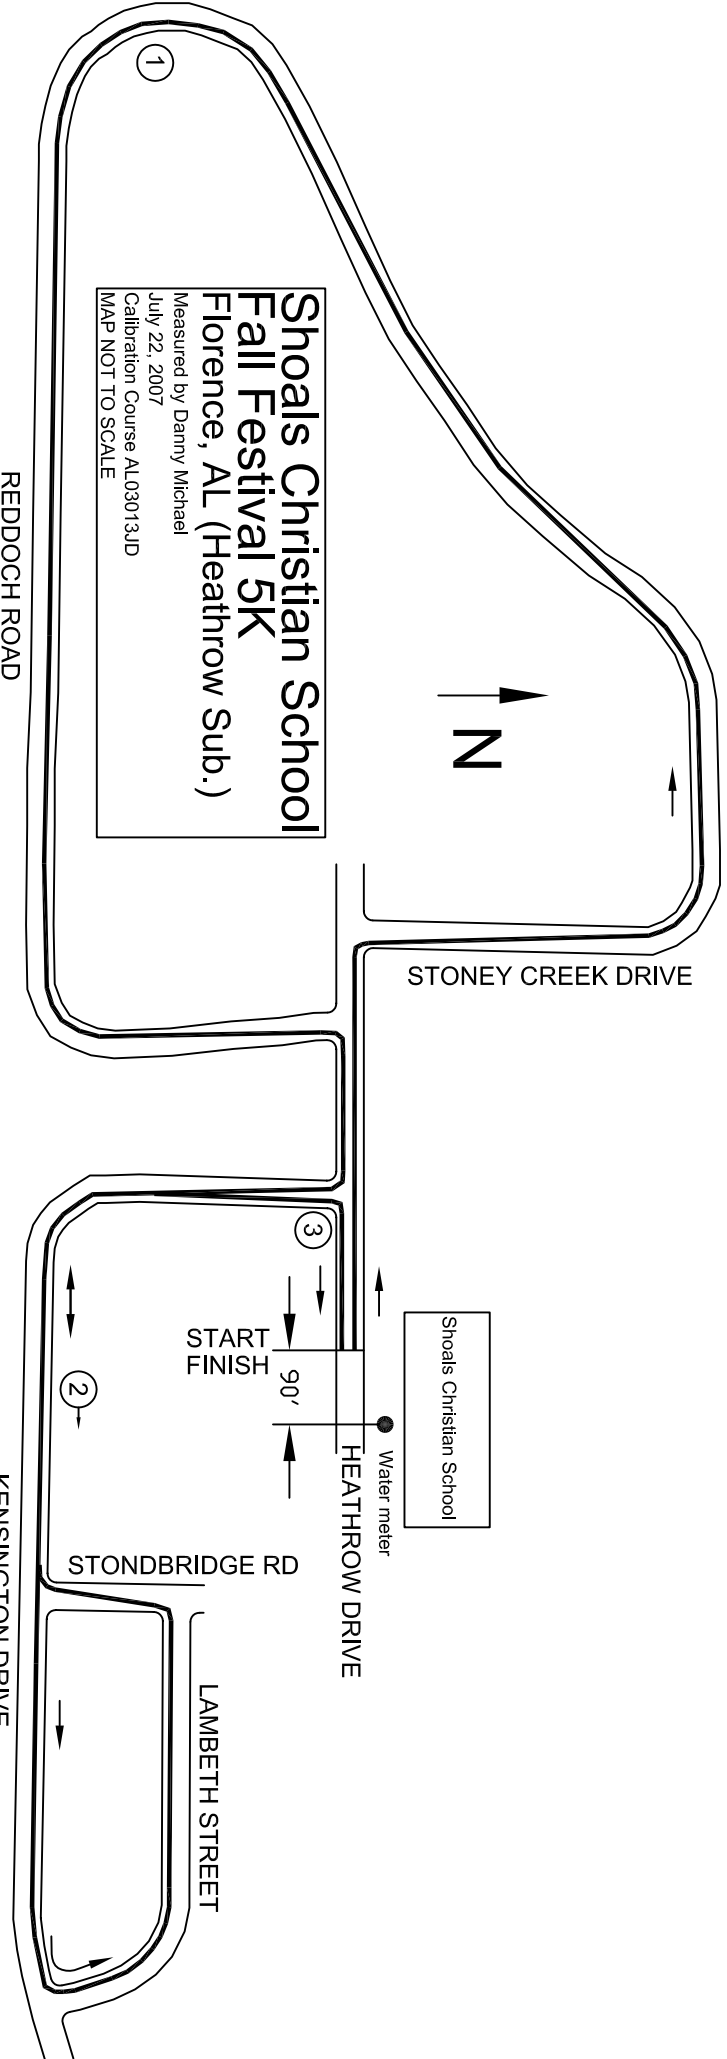 Shoals Christian School
Fall Festival 5K
Florence, AL (Heathrow Sub.)
Measured by Danny Michael
July 22, 2007
Calibration Course AL03013JD
MAP NOT TO SCALE
N
1
REDDOCH ROAD
STONEY CREEK DRIVE
3
START
FINISH
90'
Shoals Christian School
Water meter
HEATHROW DRIVE
2
STONDBRIDGE RD
LAMBETH STREET
KENSINGTON DRIVE